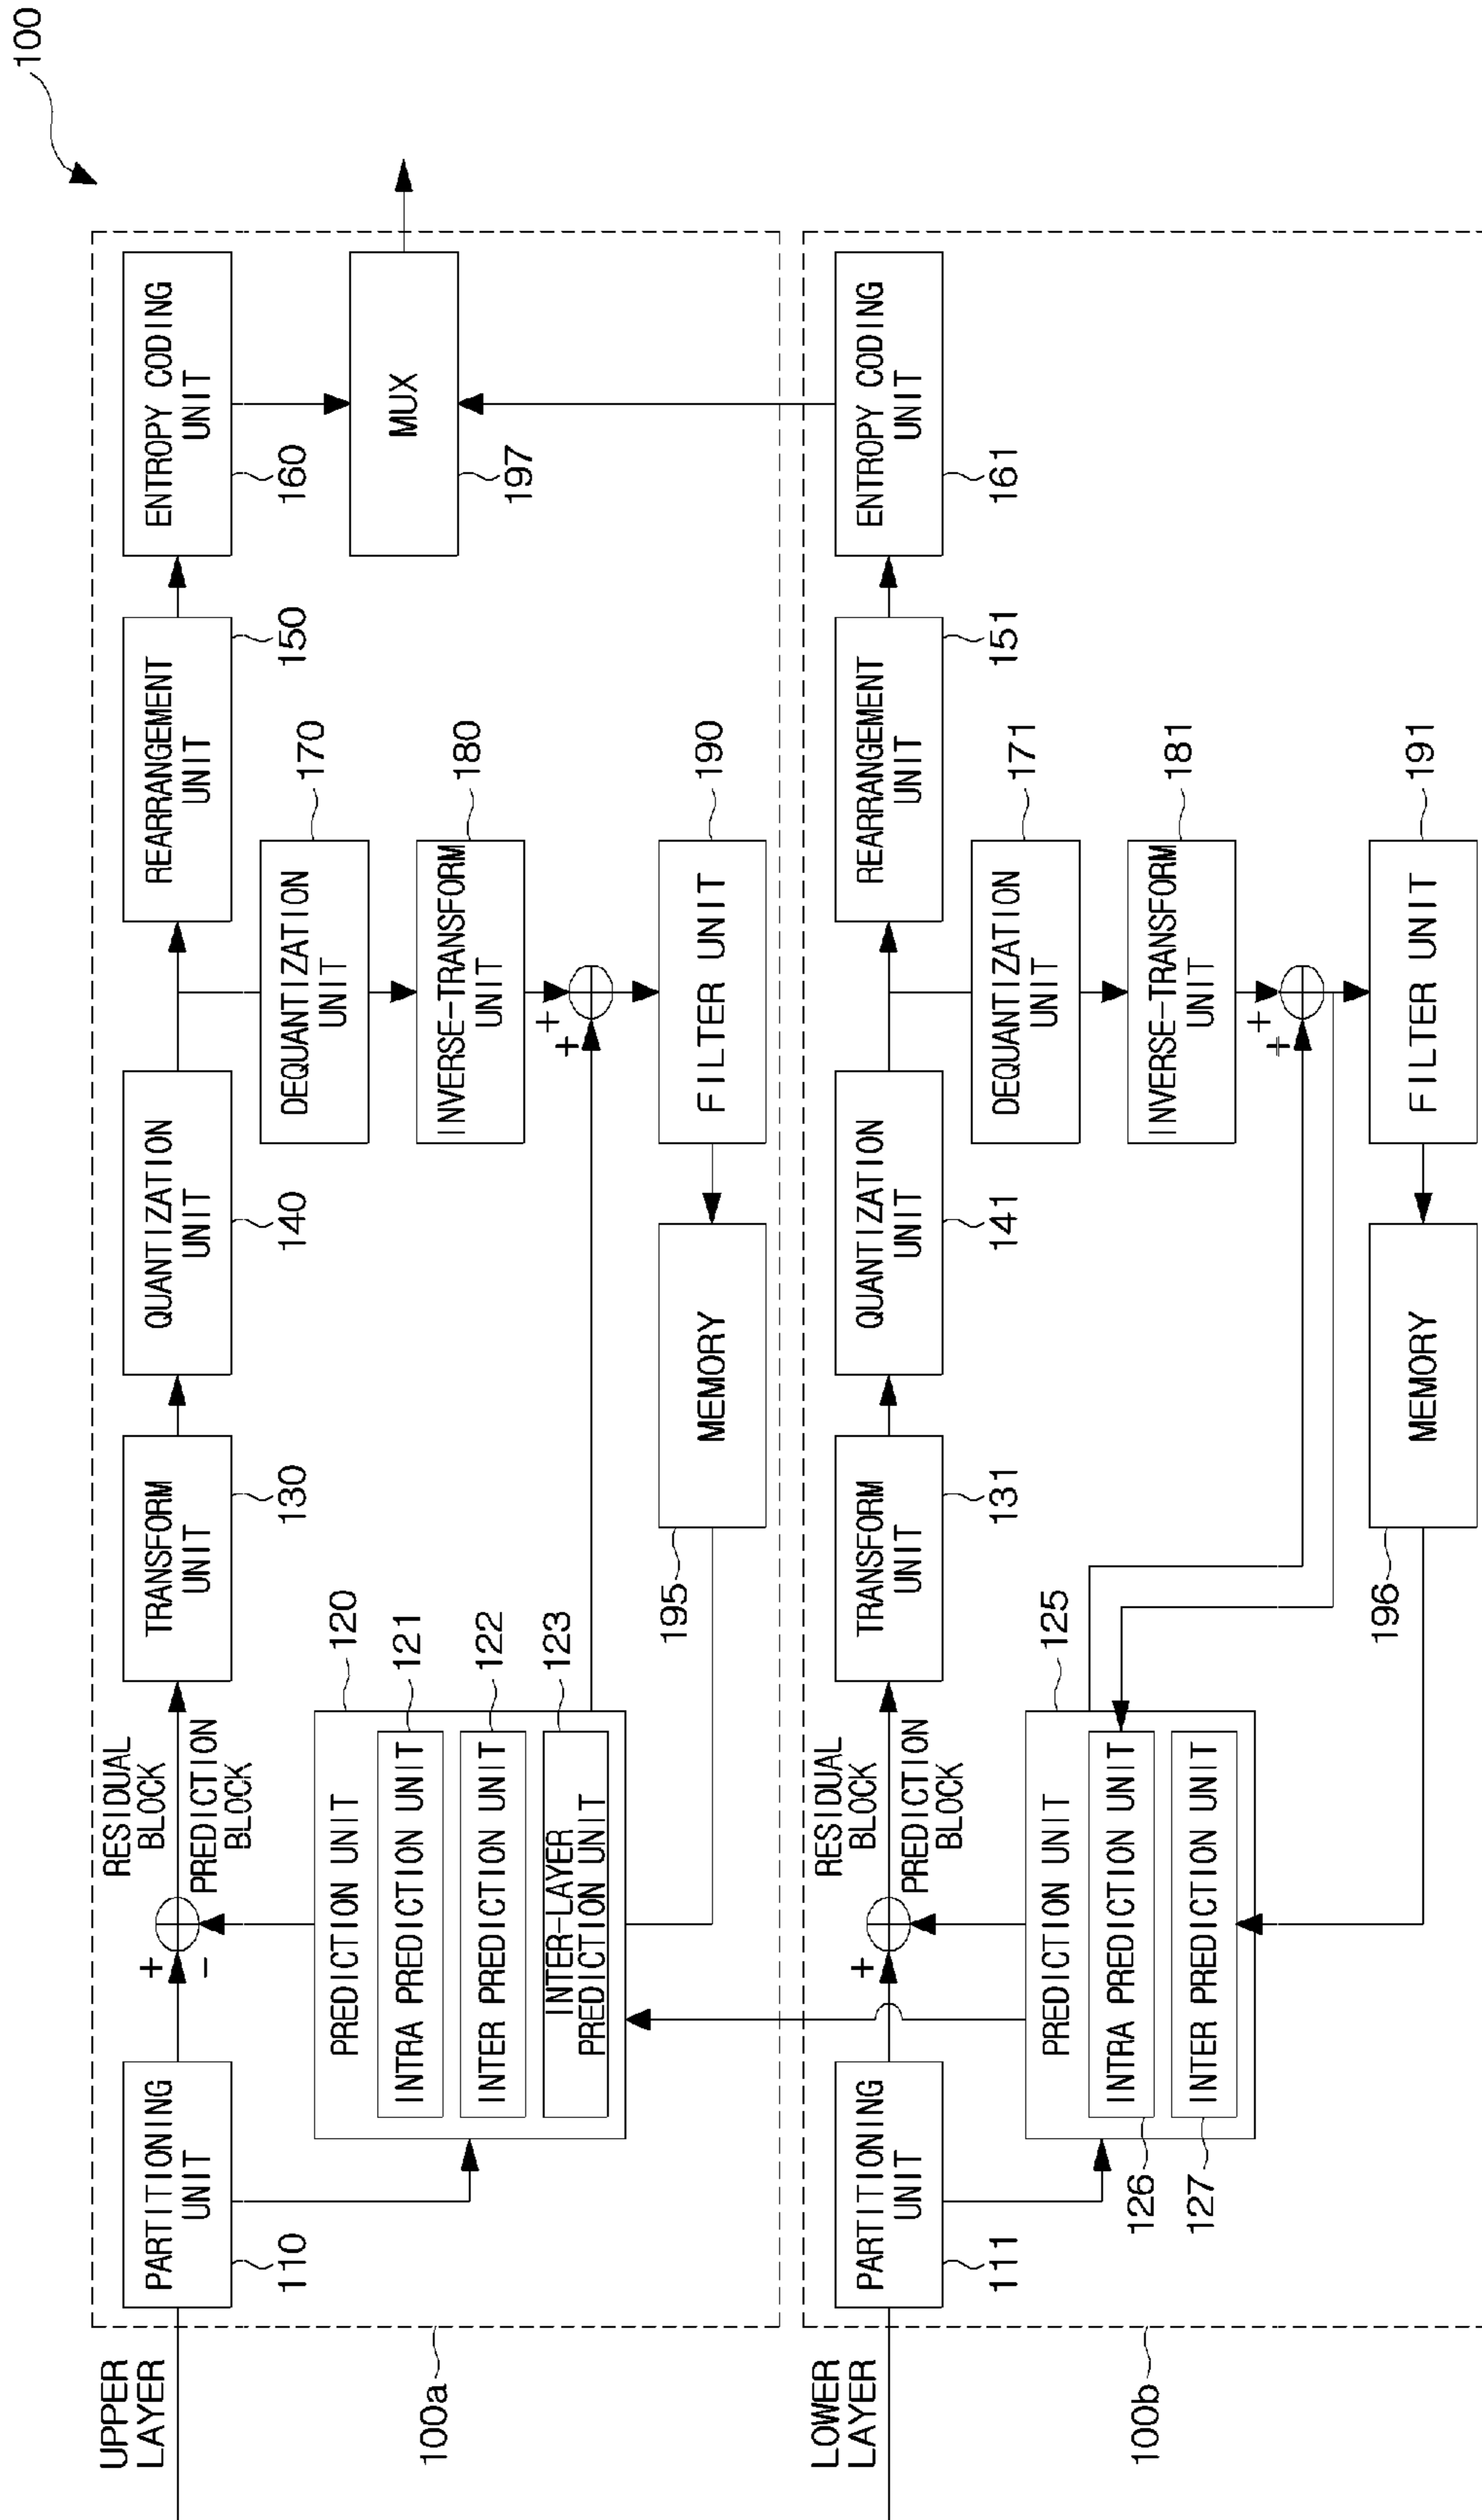 100
UPPER
LAYER
100a
PARTITIONING
UNIT
110
+
-
RESIDUAL
BLOCK
PREDICTION
BLOCK
TRANSFORM
UNIT
130
QUANTIZATION
UNIT
140
REARRANGEMENT
UNIT
150
ENTROPY CODING
UNIT
160
MUX
197
PREDICTION UNIT
120
INTRA PREDICTION UNIT
121
INTER PREDICTION UNIT
122
INTER-LAYER
PREDICTION UNIT
123
DEQUANTIZATION
UNIT
170
INVERSE-TRANSFORM
UNIT
180
+
+
FILTER UNIT
190
MEMORY
195
LOWER
LAYER
100b
PARTITIONING
UNIT
111
+
RESIDUAL
BLOCK
PREDICTION
BLOCK
TRANSFORM
UNIT
131
QUANTIZATION
UNIT
141
REARRANGEMENT
UNIT
151
ENTROPY CODING
UNIT
161
PREDICTION UNIT
125
INTRA PREDICTION UNIT
126
INTER PREDICTION UNIT
127
DEQUANTIZATION
UNIT
171
INVERSE-TRANSFORM
UNIT
181
+
+
FILTER UNIT
191
MEMORY
196